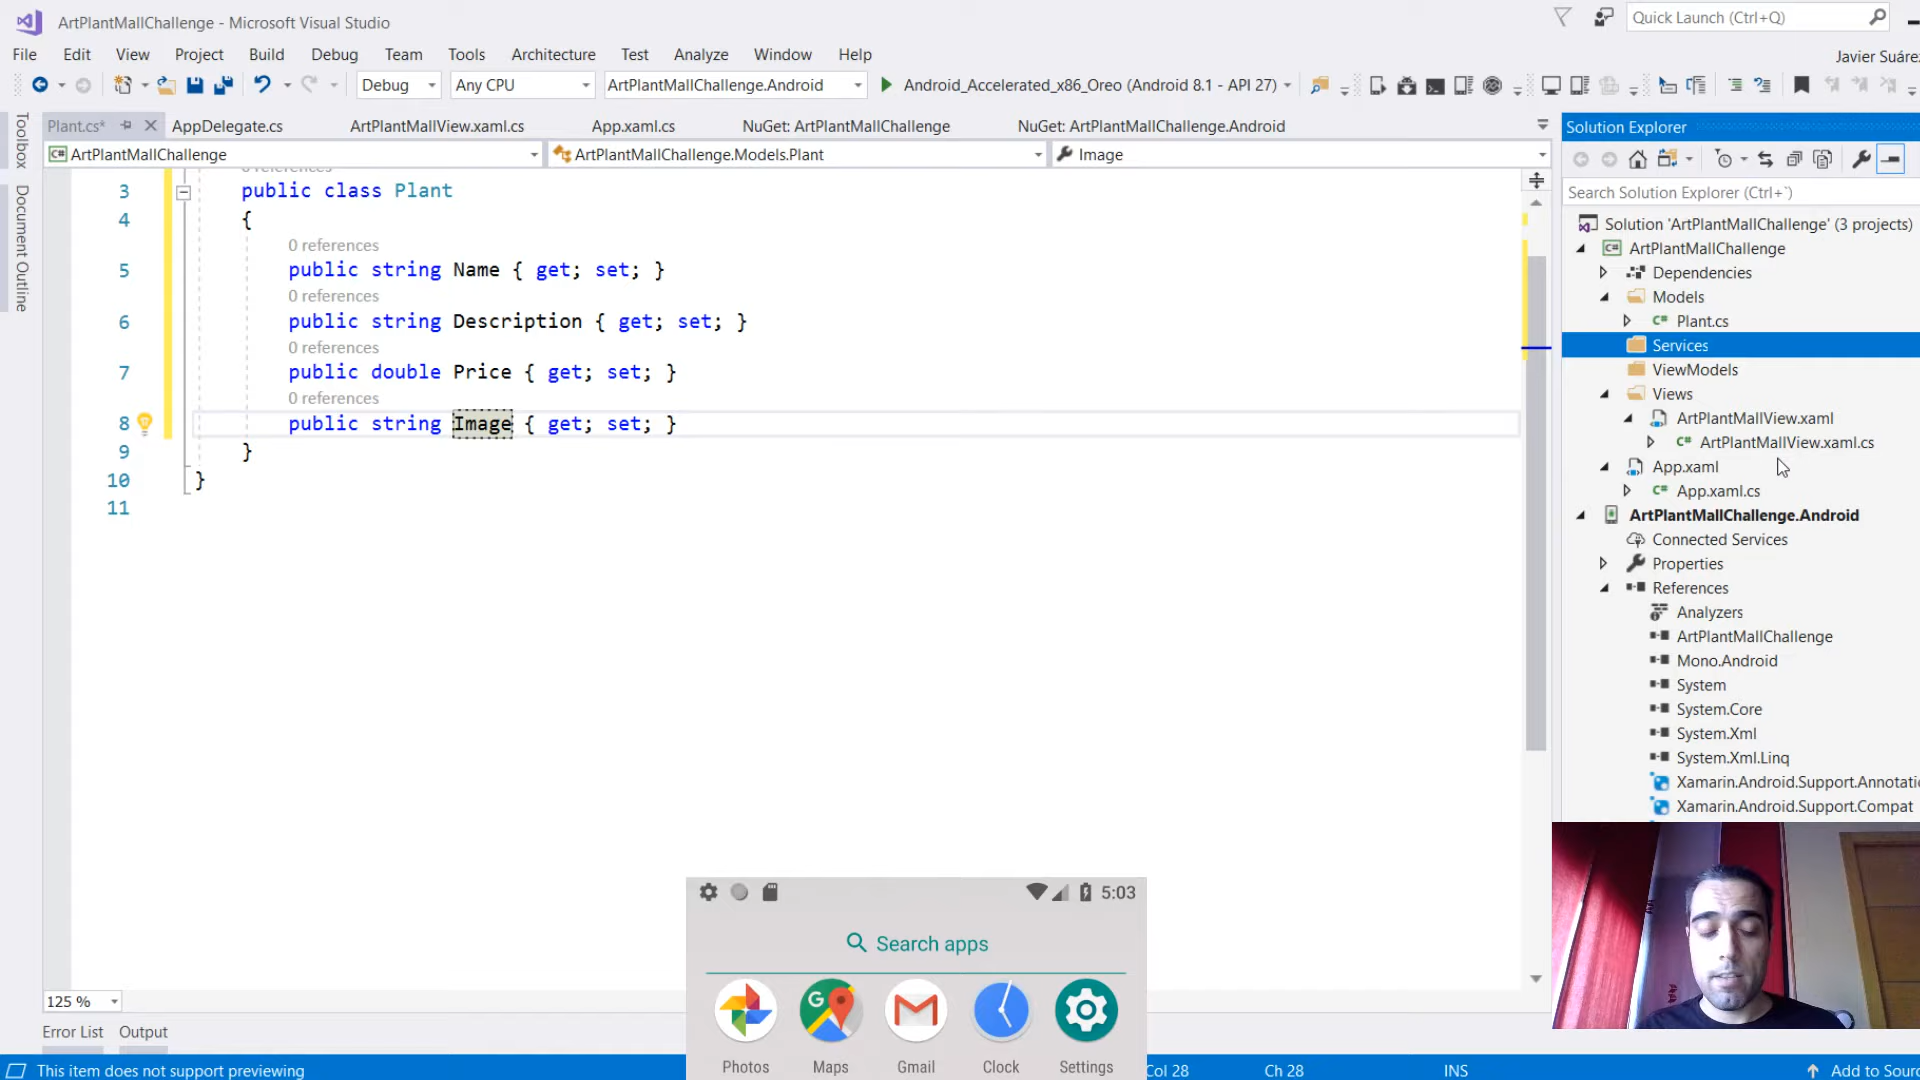 ArtPlantMallChallenge - Microsoft Visual Studio
Quick Launch (Ctrl+Q)
File Edit View Project Build Debug Team Tools Architecture Test Analyze Window Help
Javier Suáre
Debug Any CPU ArtPlantMallChallenge.Android Android_Accelerated_x86_Oreo (Android 8.1 - API 27)
Plant.cs* AppDelegate.cs ArtPlantMallView.xaml.cs App.xaml.cs NuGet: ArtPlantMallChallenge NuGet: ArtPlantMallChallenge.Android
ArtPlantMallChallenge ArtPlantMallChallenge.Models.Plant Image
Toolbox
Document Outline
0 references
3 public class Plant
4 {
0 references
5 public string Name { get; set; }
0 references
6 public string Description { get; set; }
0 references
7 public double Price { get; set; }
0 references
8 public string Image { get; set; }
9 }
10 }
11
125 %
Error List Output
This item does not support previewing
Col 28 Ch 28 INS
Add to Sourc
Solution Explorer
Search Solution Explorer (Ctrl+`)
Solution 'ArtPlantMallChallenge' (3 projects)
C# ArtPlantMallChallenge
Dependencies
Models
C# Plant.cs
Services
ViewModels
Views
ArtPlantMallView.xaml
C# ArtPlantMallView.xaml.cs
App.xaml
C# App.xaml.cs
ArtPlantMallChallenge.Android
Connected Services
Properties
References
Analyzers
ArtPlantMallChallenge
Mono.Android
System
System.Core
System.Xml
System.Xml.Linq
Xamarin.Android.Support.Annotatic
Xamarin.Android.Support.Compat
5:03
Search apps
Photos Maps Gmail Clock Settings